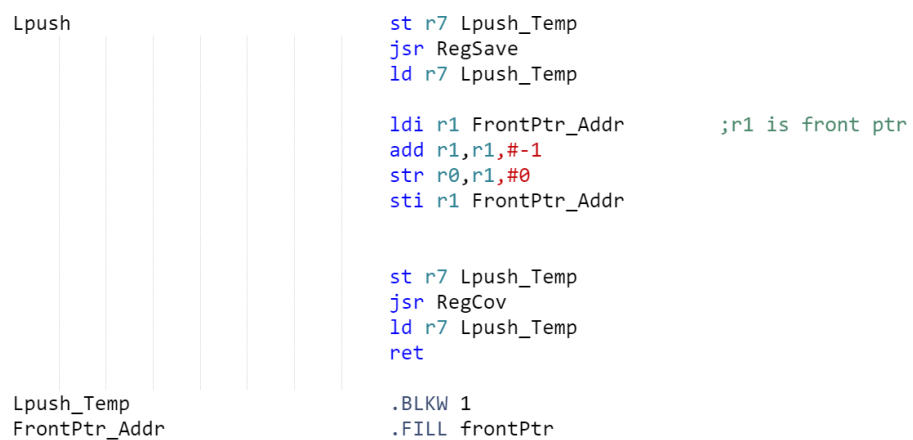 Lpush st r7 Lpush_Temp
jsr RegSave
ld r7 Lpush_Temp
ldi r1 FrontPtr_Addr ;r1 is front ptr
add r1,r1,#-1
str r0,r1,#0
sti r1 FrontPtr_Addr
st r7 Lpush_Temp
jsr RegCov
ld r7 Lpush_Temp
ret
Lpush_Temp .BLKW 1
FrontPtr_Addr .FILL frontPtr